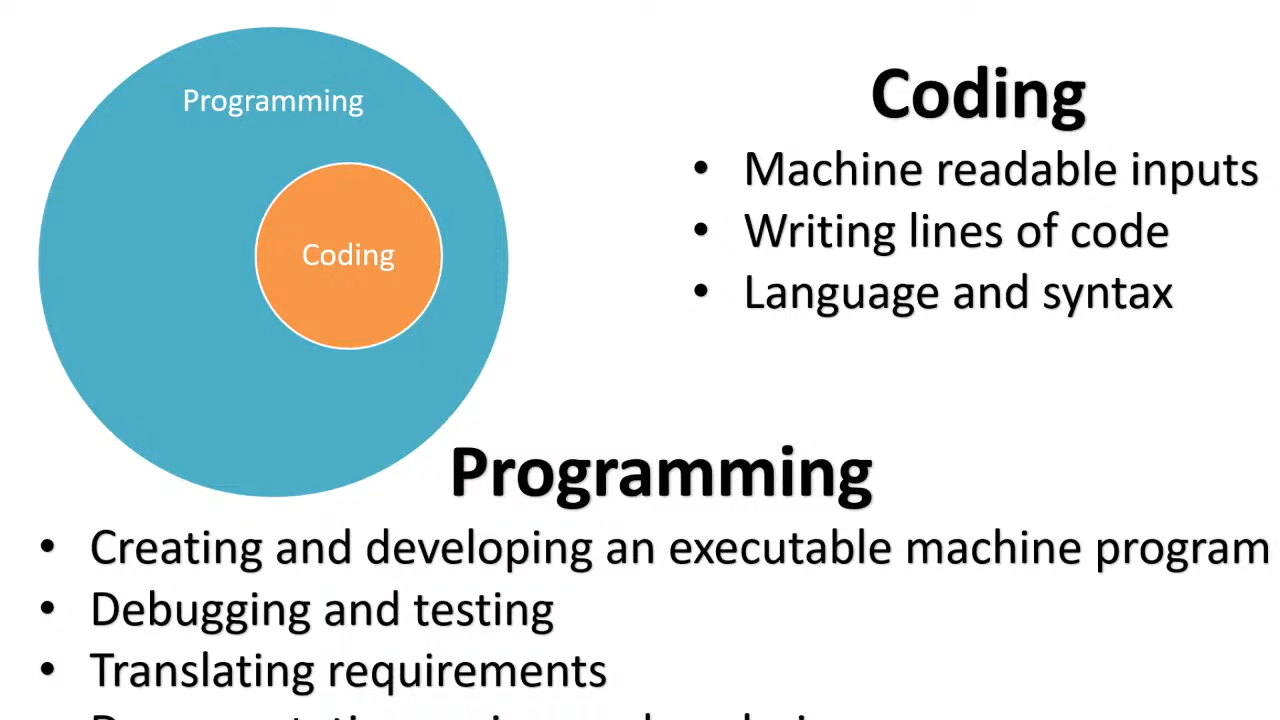 Programming
Coding
Coding
• Machine readable inputs
• Writing lines of code
• Language and syntax
Programming
• Creating and developing an executable machine program
• Debugging and testing
• Translating requirements